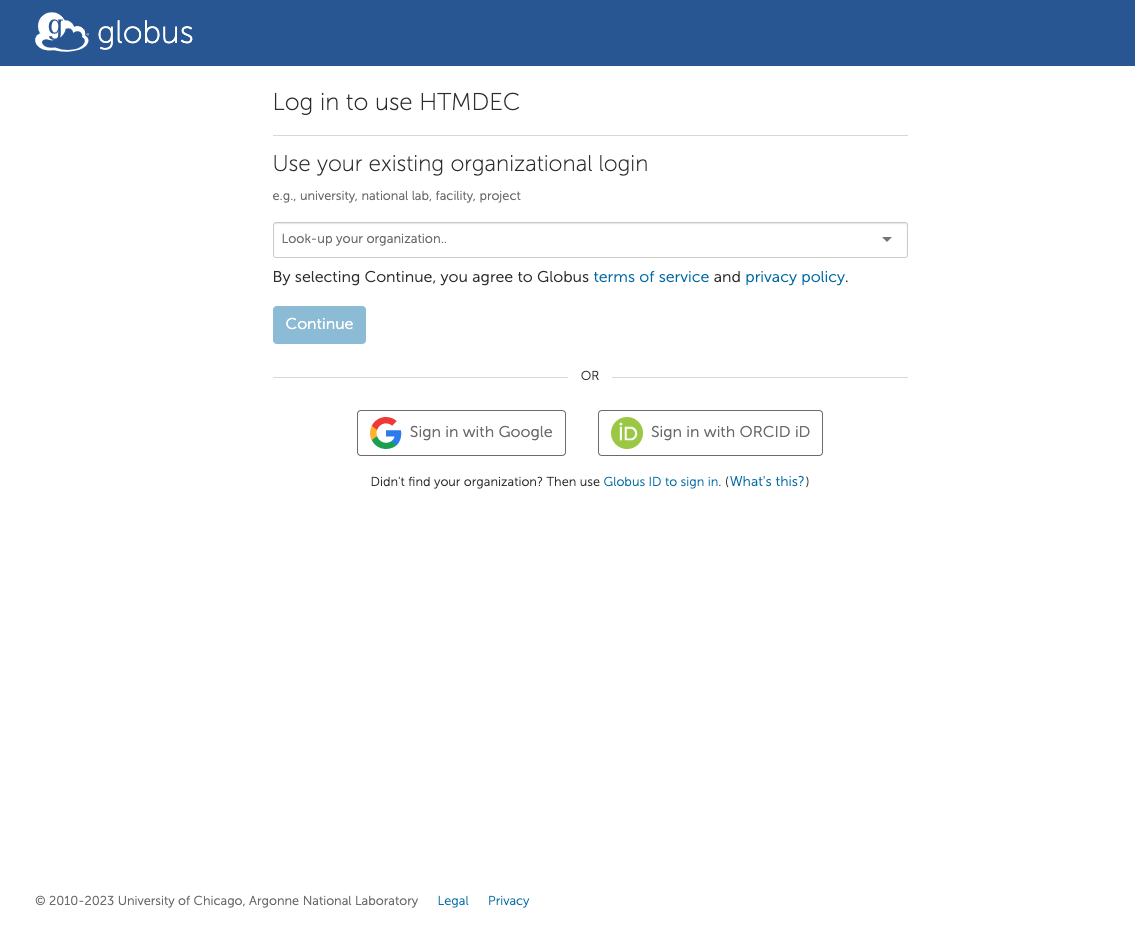 globus
Log in to use HTMDEC
Use your existing organizational login
e.g., university, national lab, facility, project
Look-up your organization..
By selecting Continue, you agree to Globus terms of service and privacy policy.
Continue
OR
Sign in with Google
Sign in with ORCID iD
Didn't find your organization? Then use Globus ID to sign in. (What's this?)
© 2010-2023 University of Chicago, Argonne National Laboratory Legal Privacy